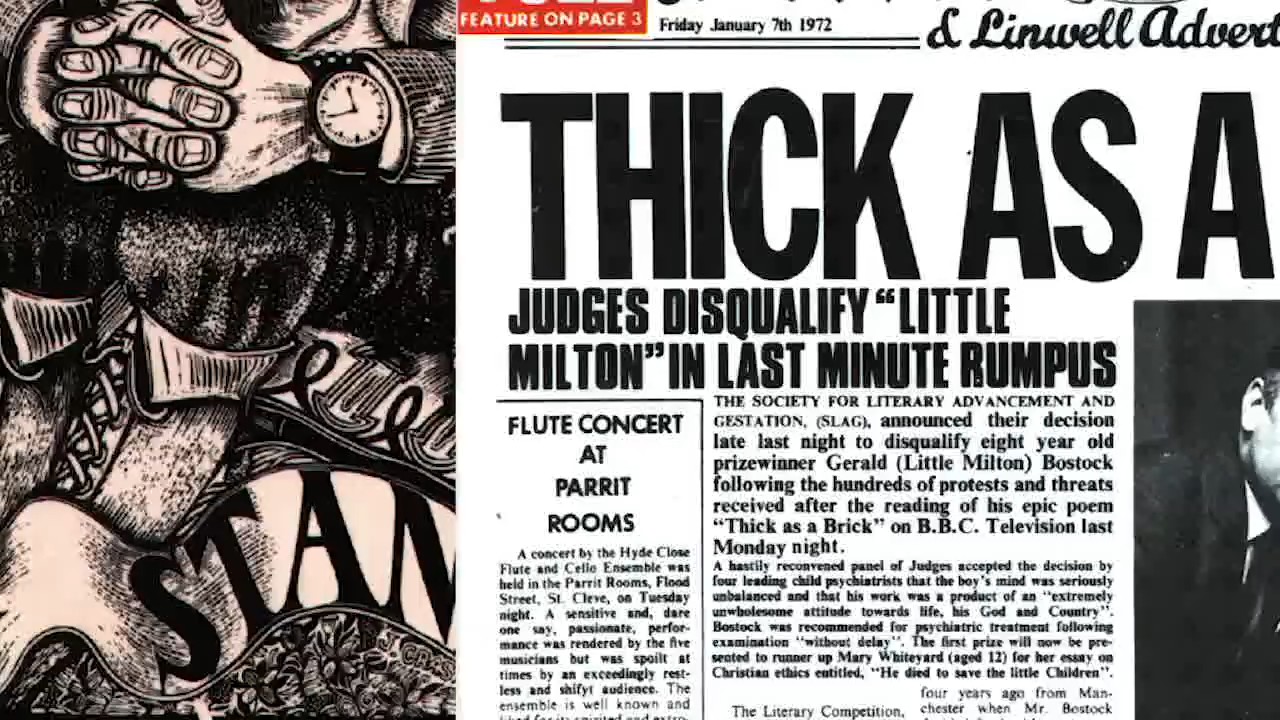 STAN
FEATURE ON PAGE 3
Friday January 7th 1972
& Linwell Advert
THICK AS A
JUDGES DISQUALIFY “LITTLE
MILTON” IN LAST MINUTE RUMPUS
FLUTE CONCERT
AT
PARRIT
ROOMS
A concert by the Hyde Close
Flute and Cello Ensemble was
held in the Parrit Rooms, Flood
Street, St. Cleve, on Tuesday
night. A sensitive and, dare
one say, passionate, perfor-
mance was rendered by the five
musicians but was spoilt at
times by an exceedingly rest-
less and shifyt audience. The
ensemble is well known and
THE SOCIETY FOR LITERARY ADVANCEMENT AND
GESTATION, (SLAG), announced their decision
late last night to disqualify eight year old
prizewinner Gerald (Little Milton) Bostock
following the hundreds of protests and threats
received after the reading of his epic poem
“Thick as a Brick” on B.B.C. Television last
Monday night.
A hastily reconvened panel of Judges accepted the decision by
four leading child psychiatrists that the boy’s mind was seriously
unbalanced and that his work was a product of an “extremely
unwholesome attitude towards life, his God and Country”.
Bostock was recommended for psychiatric treatment following
examination “without delay”. The first prize will now be pre-
sented to runner up Mary Whiteyard (aged 12) for her essay on
Christian ethics entitled, “He died to save the little Children”.
The Literary Competition,
four years ago from Man-
chester when Mr. Bostock